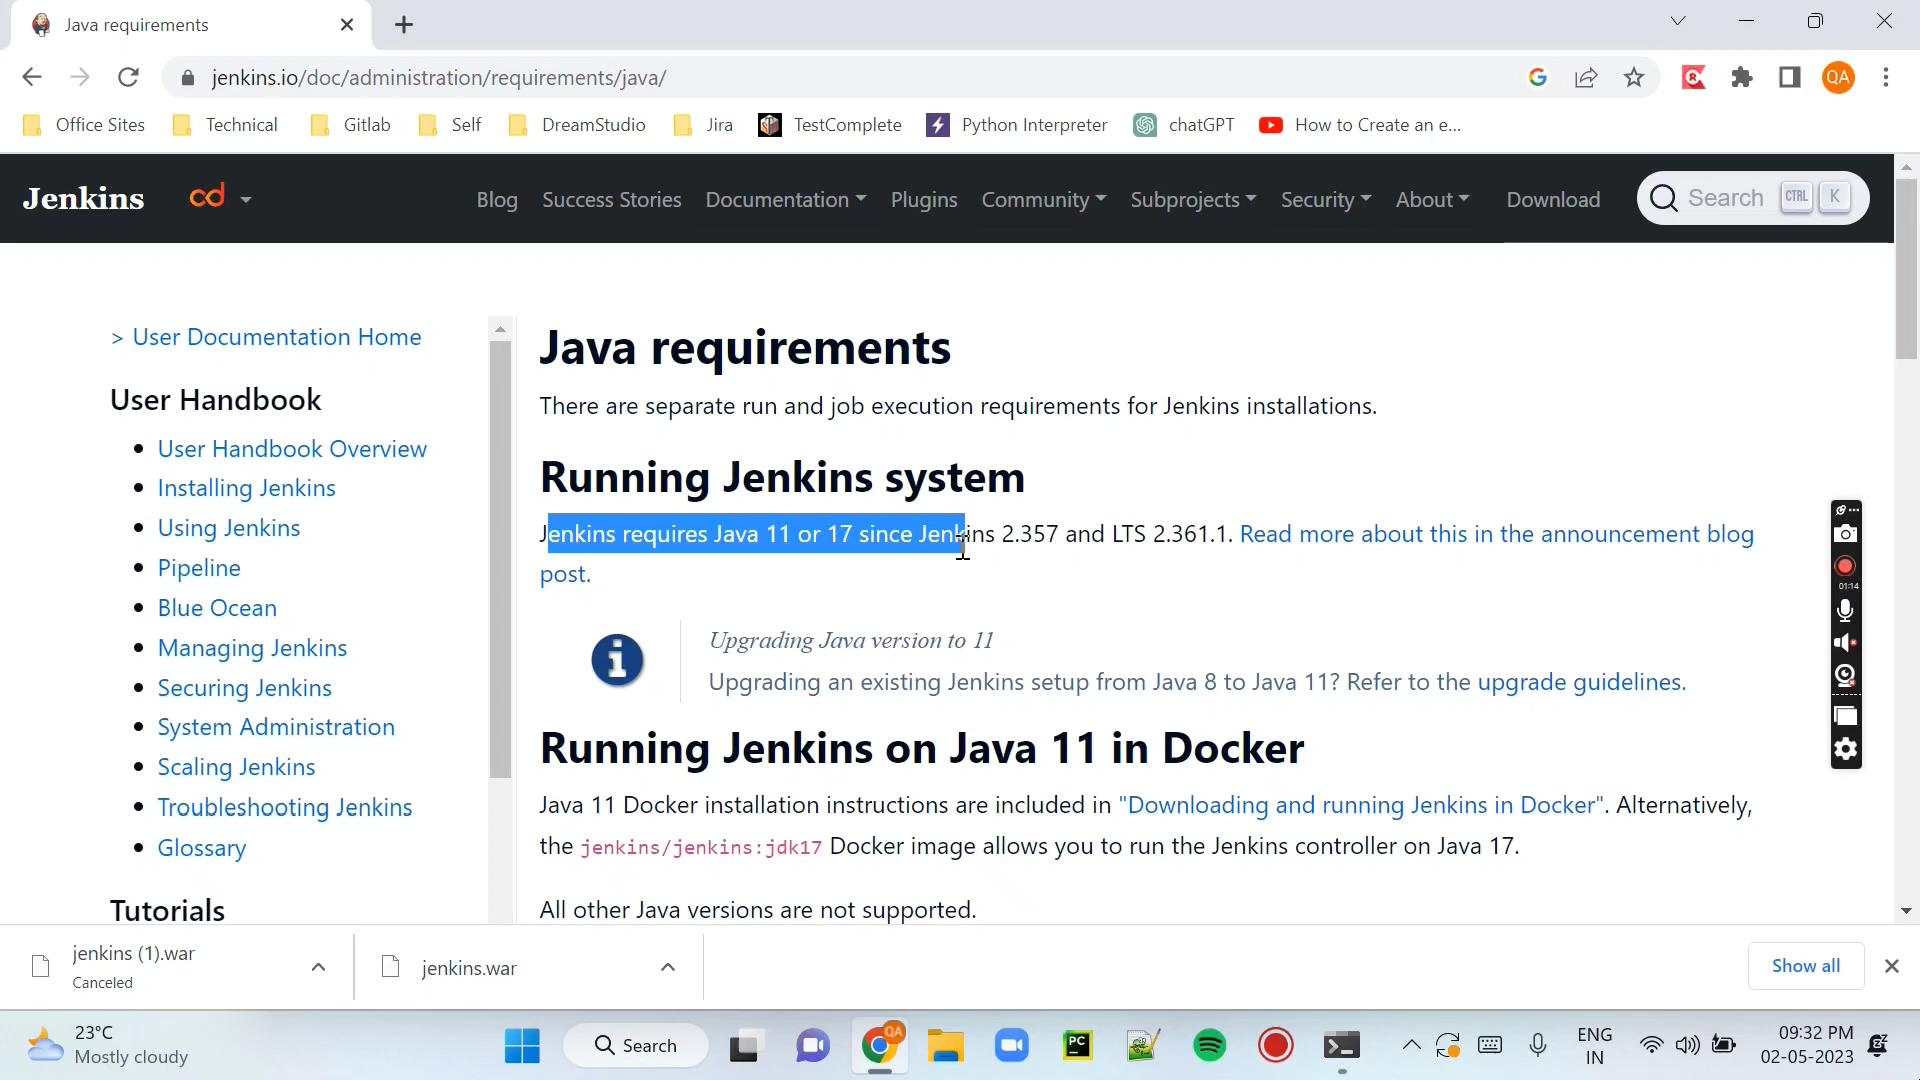 Java requirements
jenkins.io/doc/administration/requirements/java/
QA
Office Sites Technical Gitlab Self DreamStudio Jira TestComplete Python Interpreter chatGPT How to Create an e...
Jenkins cd Blog Success Stories Documentation Plugins Community Subprojects Security About Download Search CTRL K
> User Documentation Home
User Handbook
User Handbook Overview
Installing Jenkins
Using Jenkins
Pipeline
Blue Ocean
Managing Jenkins
Securing Jenkins
System Administration
Scaling Jenkins
Troubleshooting Jenkins
Glossary
Tutorials
Java requirements
There are separate run and job execution requirements for Jenkins installations.
Running Jenkins system
Jenkins requires Java 11 or 17 since Jenkins 2.357 and LTS 2.361.1. Read more about this in the announcement blog
post.
Upgrading Java version to 11
Upgrading an existing Jenkins setup from Java 8 to Java 11? Refer to the upgrade guidelines.
Running Jenkins on Java 11 in Docker
Java 11 Docker installation instructions are included in "Downloading and running Jenkins in Docker". Alternatively,
the jenkins/jenkins:jdk17 Docker image allows you to run the Jenkins controller on Java 17.
All other Java versions are not supported.
01:14
jenkins (1).war
Canceled
jenkins.war
Show all
23°C
Mostly cloudy
Search
QA
PC
ENG
IN
09:32 PM
02-05-2023